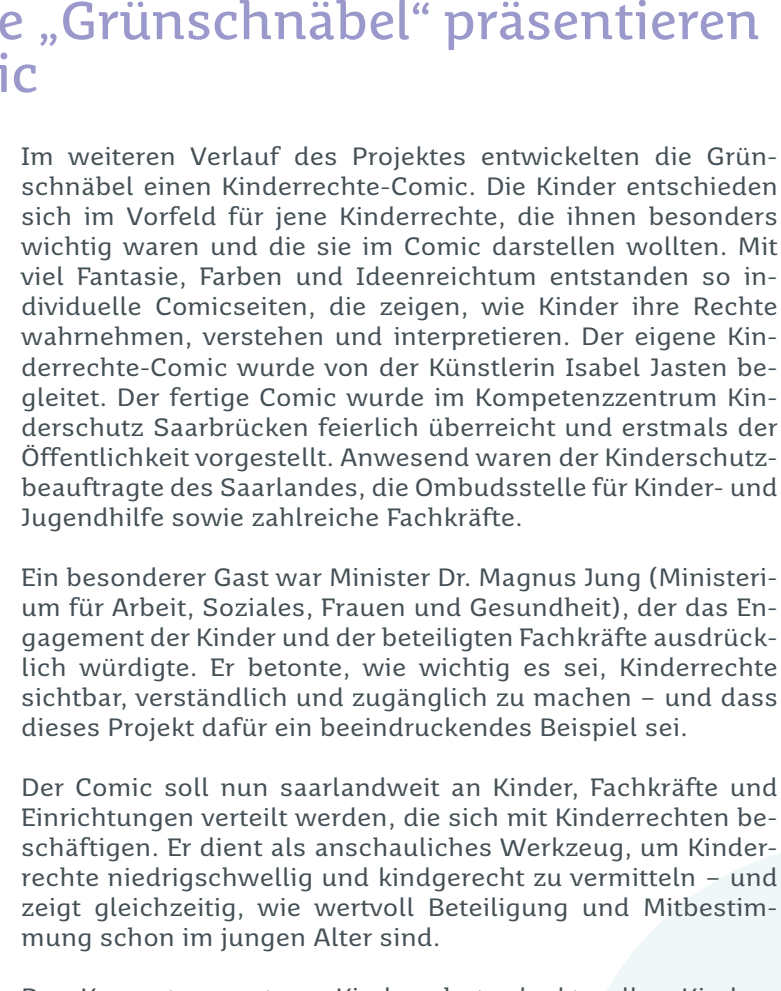 e „Grünschnäbel“ präsentieren
ic
Im weiteren Verlauf des Projektes entwickelten die Grün-
schnäbel einen Kinderrechte-Comic. Die Kinder entschieden
sich im Vorfeld für jene Kinderrechte, die ihnen besonders
wichtig waren und die sie im Comic darstellen wollten. Mit
viel Fantasie, Farben und Ideenreichtum entstanden so in-
dividuelle Comicseiten, die zeigen, wie Kinder ihre Rechte
wahrnehmen, verstehen und interpretieren. Der eigene Kin-
derrechte-Comic wurde von der Künstlerin Isabel Jasten be-
gleitet. Der fertige Comic wurde im Kompetenzzentrum Kin-
derschutz Saarbrücken feierlich überreicht und erstmals der
Öffentlichkeit vorgestellt. Anwesend waren der Kinderschutz-
beauftragte des Saarlandes, die Ombudsstelle für Kinder- und
Jugendhilfe sowie zahlreiche Fachkräfte.
Ein besonderer Gast war Minister Dr. Magnus Jung (Ministeri-
um für Arbeit, Soziales, Frauen und Gesundheit), der das En-
gagement der Kinder und der beteiligten Fachkräfte ausdrück-
lich würdigte. Er betonte, wie wichtig es sei, Kinderrechte
sichtbar, verständlich und zugänglich zu machen – und dass
dieses Projekt dafür ein beeindruckendes Beispiel sei.
Der Comic soll nun saarlandweit an Kinder, Fachkräfte und
Einrichtungen verteilt werden, die sich mit Kinderrechten be-
schäftigen. Er dient als anschauliches Werkzeug, um Kinder-
rechte niedrigschwellig und kindgerecht zu vermitteln – und
zeigt gleichzeitig, wie wertvoll Beteiligung und Mitbestim-
mung schon im jungen Alter sind.